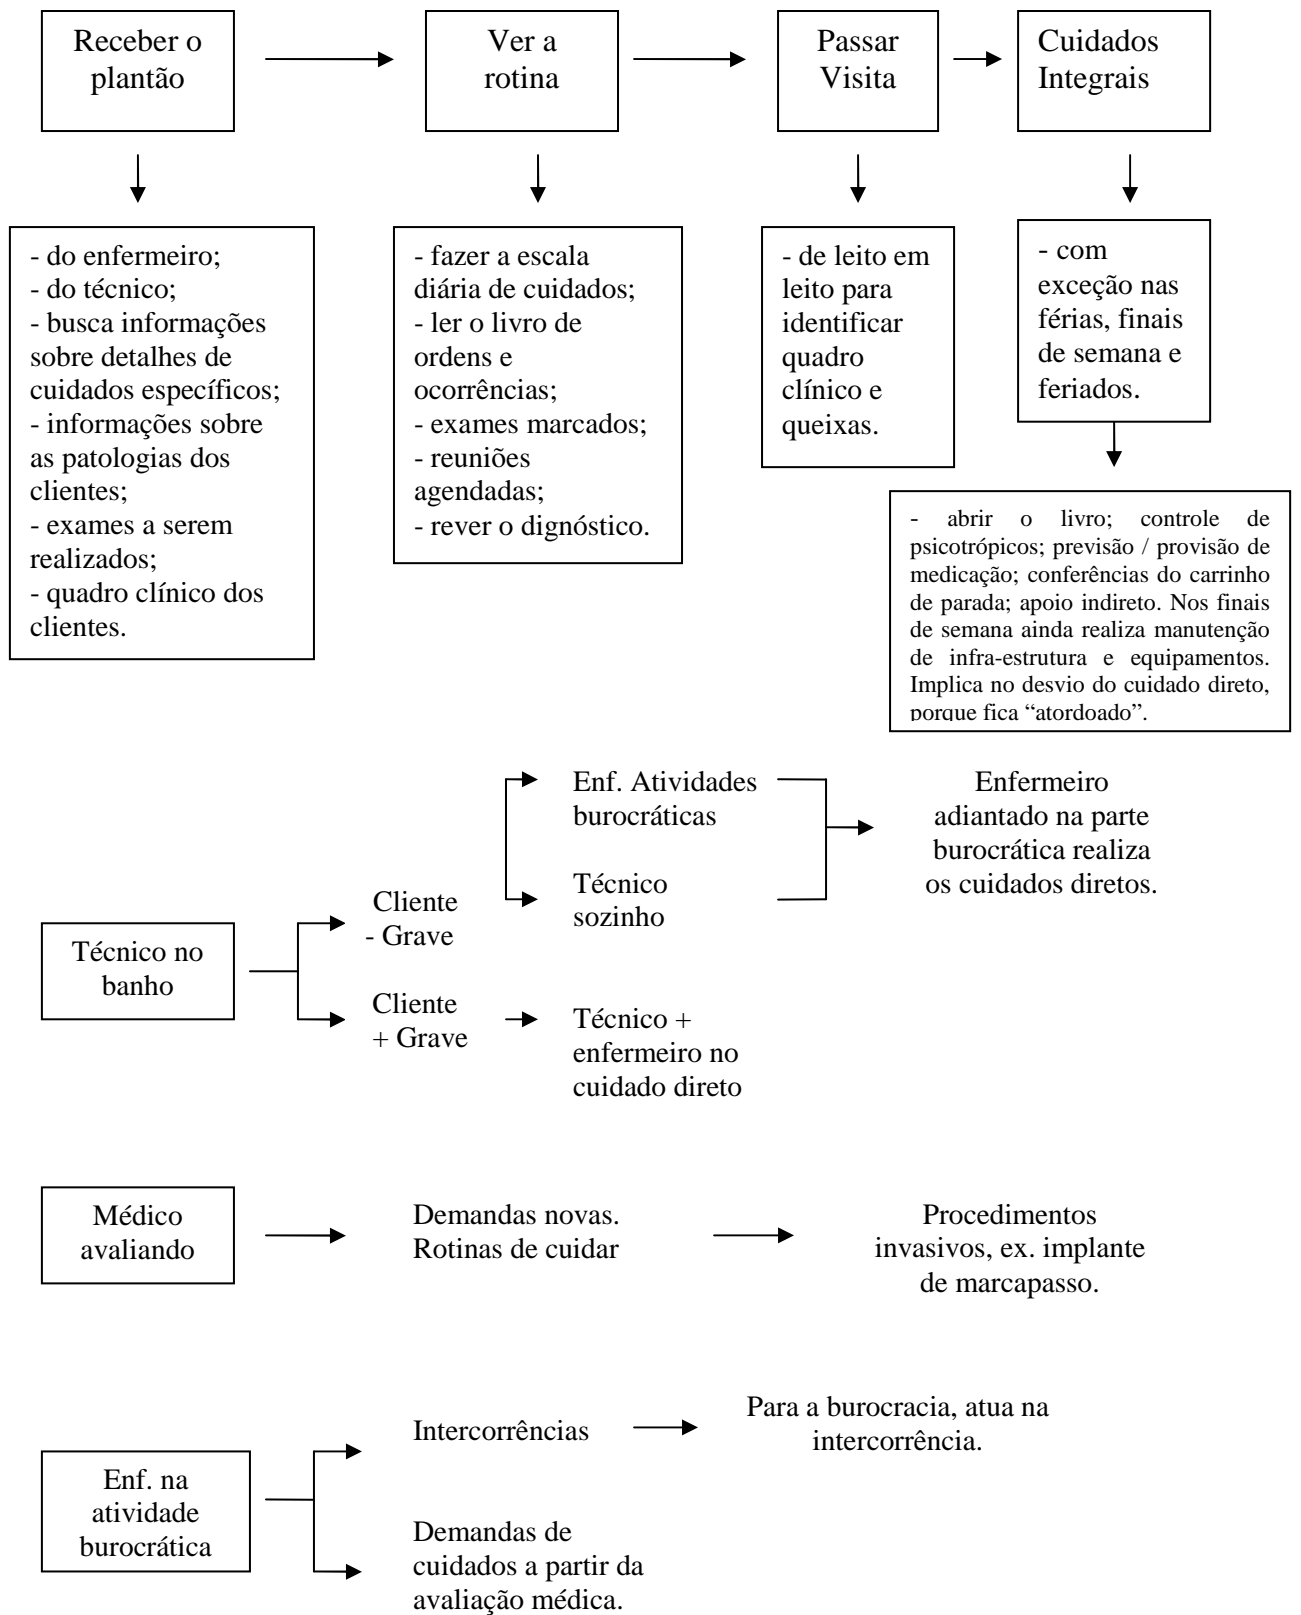 Receber o
plantão
Ver a
rotina
Passar
Visita
Cuidados
Integrais
- do enfermeiro;
- do técnico;
- busca informações
sobre detalhes de
cuidados específicos;
- informações sobre
as patologias dos
clientes;
- exames a serem
realizados;
- quadro clínico dos
clientes.
- fazer a escala
diária de cuidados;
- ler o livro de
ordens e
ocorrências;
- exames marcados;
- reuniões
agendadas;
- rever o dignóstico.
- de leito em
leito para
identificar
quadro
clínico e
queixas.
- com
exceção nas
férias, finais
de semana e
feriados.
- abrir o livro; controle de
psicotrópicos; previsão / provisão de
medicação; conferências do carrinho
de parada; apoio indireto. Nos finais
de semana ainda realiza manutenção
de infra-estrutura e equipamentos.
Implica no desvio do cuidado direto,
porque fica “atordoado”.
Técnico no
banho
Cliente
- Grave
Cliente
+ Grave
Enf. Atividades
burocráticas
Técnico
sozinho
Técnico +
enfermeiro no
cuidado direto
Enfermeiro
adiantado na parte
burocrática realiza
os cuidados diretos.
Médico
avaliando
Demandas novas.
Rotinas de cuidar
Procedimentos
invasivos, ex. implante
de marcapasso.
Enf. na
atividade
burocrática
Intercorrências
Para a burocracia, atua na
intercorrência.
Demandas de
cuidados a partir da
avaliação médica.